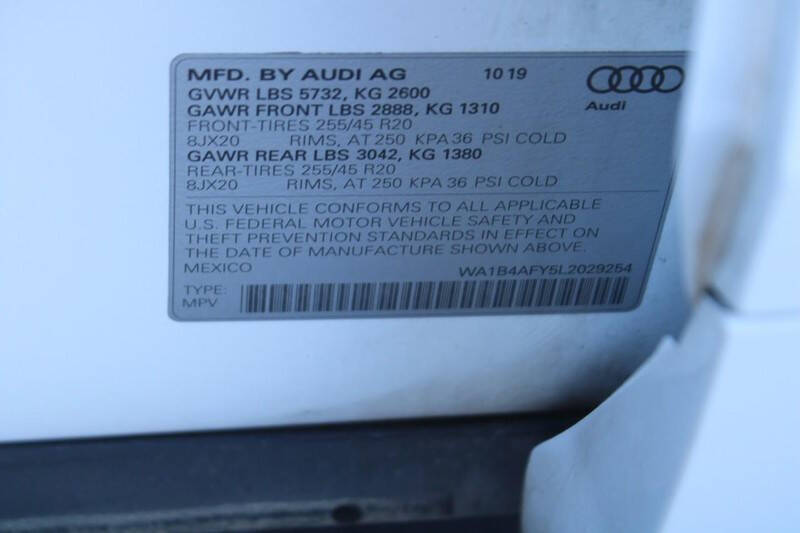 MFD. BY AUDI AG 10 19
GVWR LBS 5732, KG 2600
GAWR FRONT LBS 2888, KG 1310
Audi
FRONT-TIRES 255/45 R20
8JX20 RIMS, AT 250 KPA 36 PSI COLD
GAWR REAR LBS 3042, KG 1380
REAR-TIRES 255/45 R20
8JX20 RIMS, AT 250 KPA 36 PSI COLD
THIS VEHICLE CONFORMS TO ALL APPLICABLE
U.S. FEDERAL MOTOR VEHICLE SAFETY AND
THEFT PREVENTION STANDARDS IN EFFECT ON
THE DATE OF MANUFACTURE SHOWN ABOVE.
MEXICO WA1B4AFY5L2029254
TYPE:
MPV